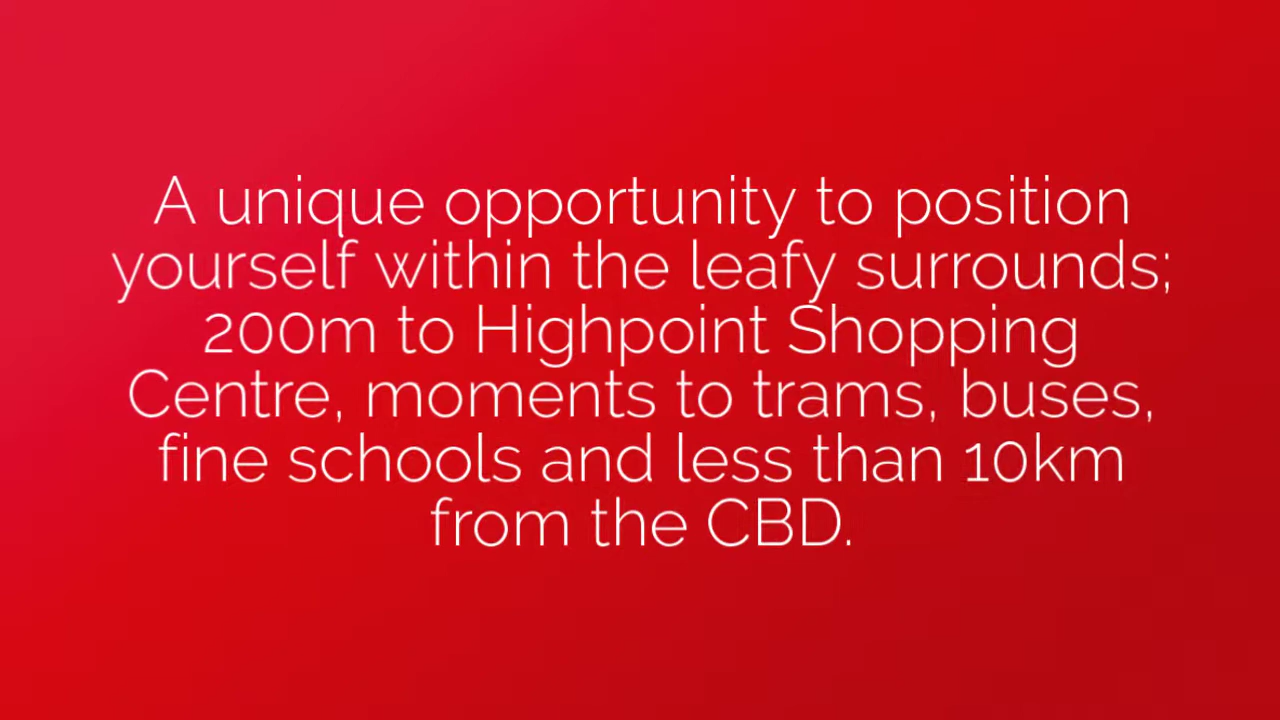 A unique opportunity to position
yourself within the leafy surrounds;
200m to Highpoint Shopping
Centre, moments to trams, buses,
fine schools and less than 10km
from the CBD.